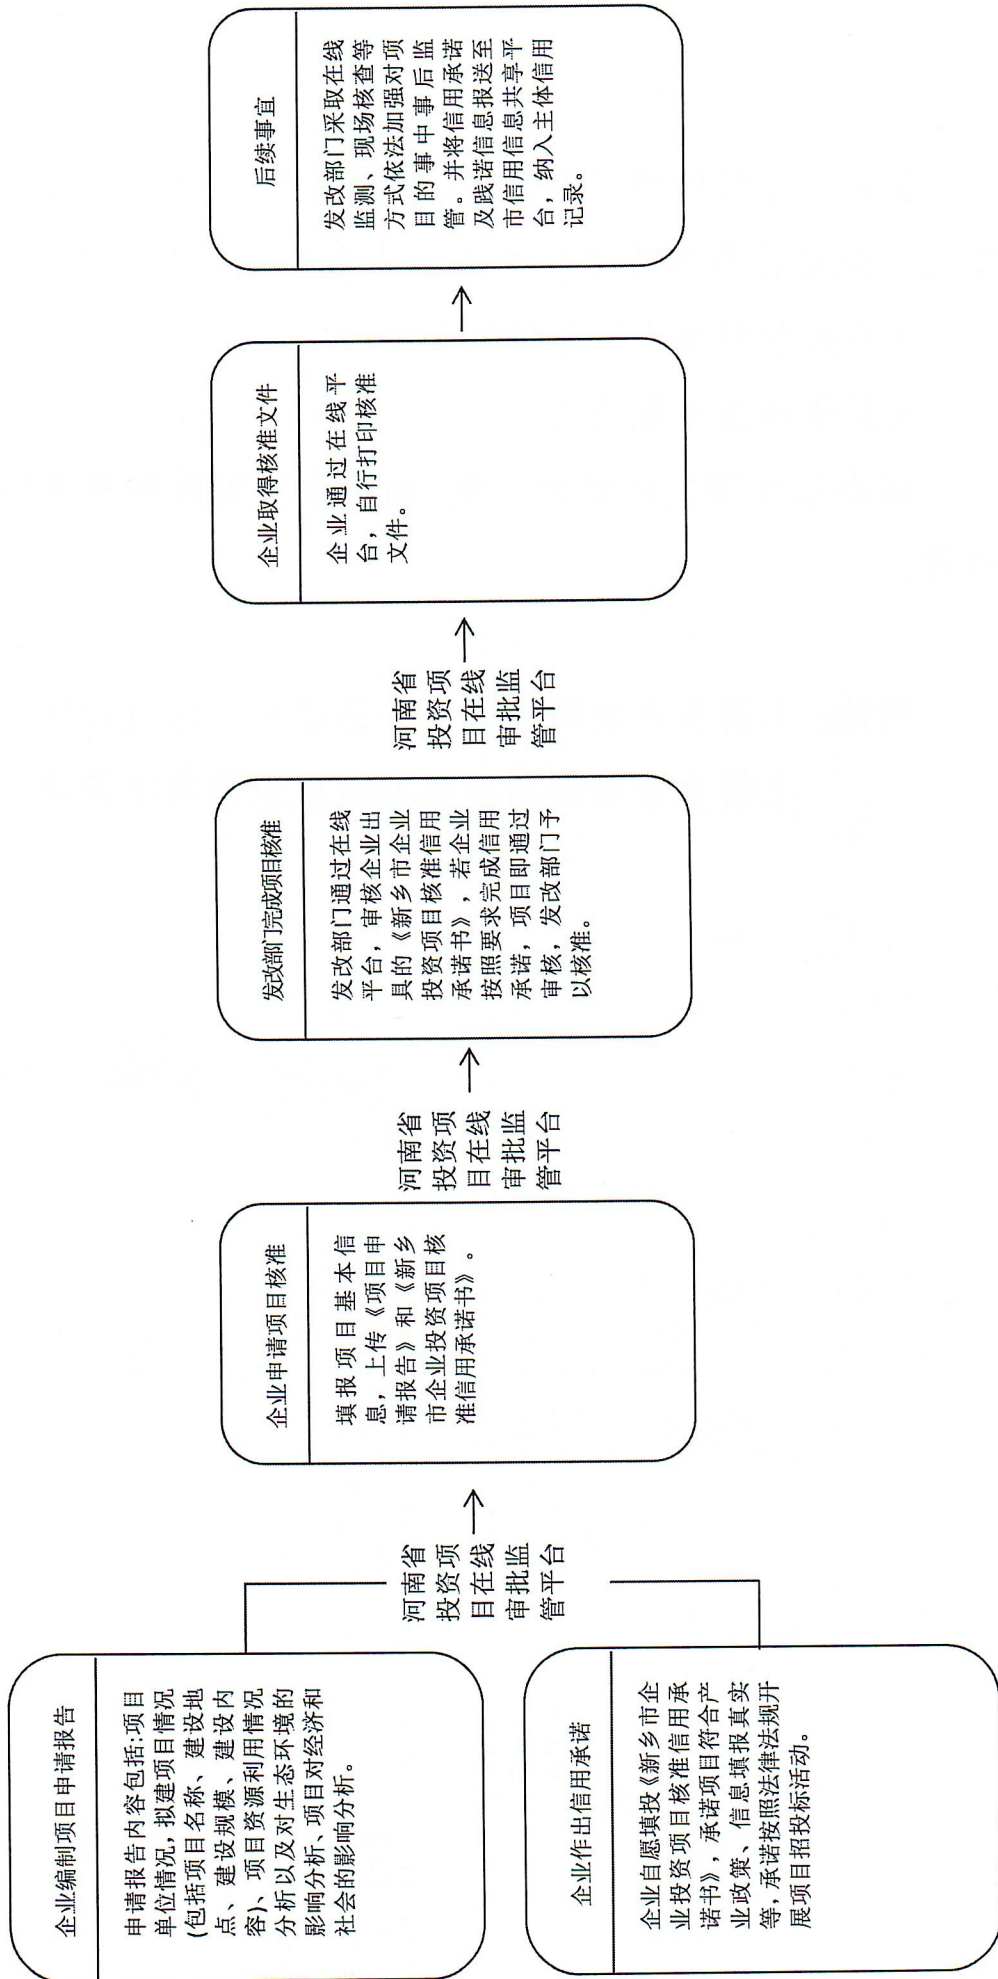 企业编制项目申请报告
申请报告内容包括:项目
单位情况,拟建项目情况
(包括项目名称、建设地
点、建设规模、建设内
容)、项目资源利用情况
分析以及对生态环境的
影响分析、项目对经济和
社会的影响分析。
企业作出信用承诺
企业自愿填投《新乡市企
业投资项目核准信用承
诺书》,承诺项目符合产
业政策、信息填报真实
等,承诺按照法律法规开
展项目招投标活动。
河南省
投资项
目在线
审批监
管平台
企业申请项目核准
填报项目基本信
息，上传《项目申
请报告》和《新乡
市企业投资项目核
准信用承诺书》。
河南省
投资项
目在线
审批监
管平台
发改部门完成项目核准
发改部门通过在线
平台，审核企业出
具的《新乡市企业
投资项目核准信用
承诺书》，若企业
按照要求完成信用
承诺，项目即通过
审核，发改部门予
以核准。
河南省
投资项
目在线
审批监
管平台
企业取得核准文件
企业通过在线平
台，自行打印核准
文件。
后续事宜
发改部门采取在线
监测、现场核查等
方式依法加强对项
目的事中事后监
管。并将信用承诺
及践诺信息报送至
市信用信息共享平
台，纳入主体信用
记录。